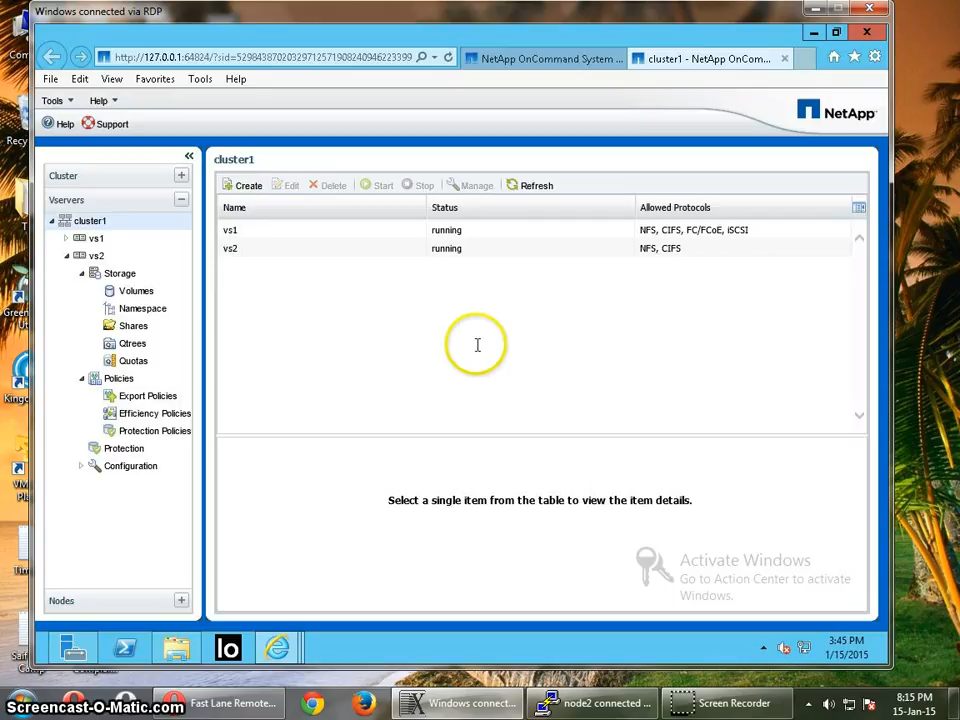 Windows connected via RDP
http://127.0.0.1:64824/?sid=52984387020329712571908240946223399
NetApp OnCommand System ...
cluster1 - NetApp OnCom...
File Edit View Favorites Tools Help
Tools Help
Help Support
NetApp
Cluster
Vservers
cluster1
vs1
vs2
Storage
Volumes
Namespace
Shares
Qtrees
Quotas
Policies
Export Policies
Efficiency Policies
Protection Policies
Protection
Configuration
Nodes
cluster1
Create Edit Delete Start Stop Manage Refresh
Name Status Allowed Protocols
vs1 running NFS, CIFS, FC/FCoE, iSCSI
vs2 running NFS, CIFS
Select a single item from the table to view the item details.
Activate Windows
Go to Action Center to activate
Windows.
lo
3:45 PM
1/15/2015
Fast Lane Remote...
Windows connect...
node2 connected ...
Screen Recorder
8:15 PM
15-Jan-15
Screencast-O-Matic.com